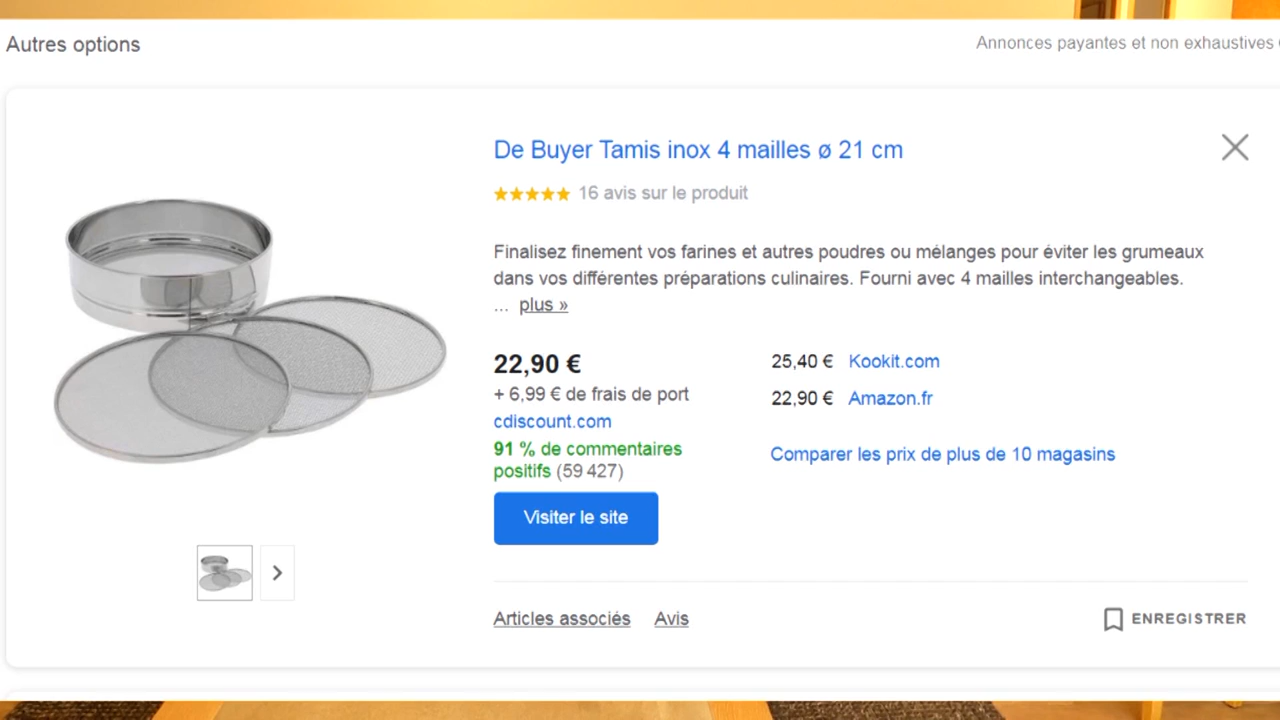 Autres options
Annonces payantes et non exhaustives
De Buyer Tamis inox 4 mailles ø 21 cm
16 avis sur le produit
Finalisez finement vos farines et autres poudres ou mélanges pour éviter les grumeaux
dans vos différentes préparations culinaires. Fourni avec 4 mailles interchangeables.
... plus »
22,90 €
+ 6,99 € de frais de port
cdiscount.com
91 % de commentaires
positifs (59 427)
Visiter le site
25,40 € Kookit.com
22,90 € Amazon.fr
Comparer les prix de plus de 10 magasins
Articles associés Avis
ENREGISTRER